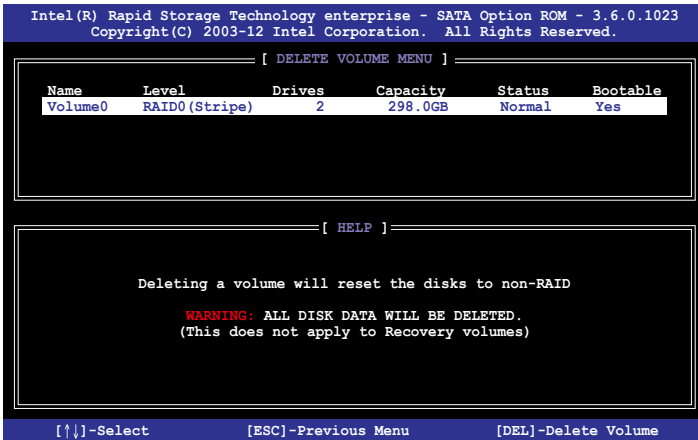 Intel(R) Rapid Storage Technology enterprise - SATA Option ROM - 3.6.0.1023
Copyright(C) 2003-12 Intel Corporation. All Rights Reserved.
[ DELETE VOLUME MENU ]
Name Level Drives Capacity Status Bootable
Volume0 RAID0(Stripe) 2 298.0GB Normal Yes
[ HELP ]
Deleting a volume will reset the disks to non-RAID
WARNING: ALL DISK DATA WILL BE DELETED.
(This does not apply to Recovery volumes)
[↑↓]-Select [ESC]-Previous Menu [DEL]-Delete Volume